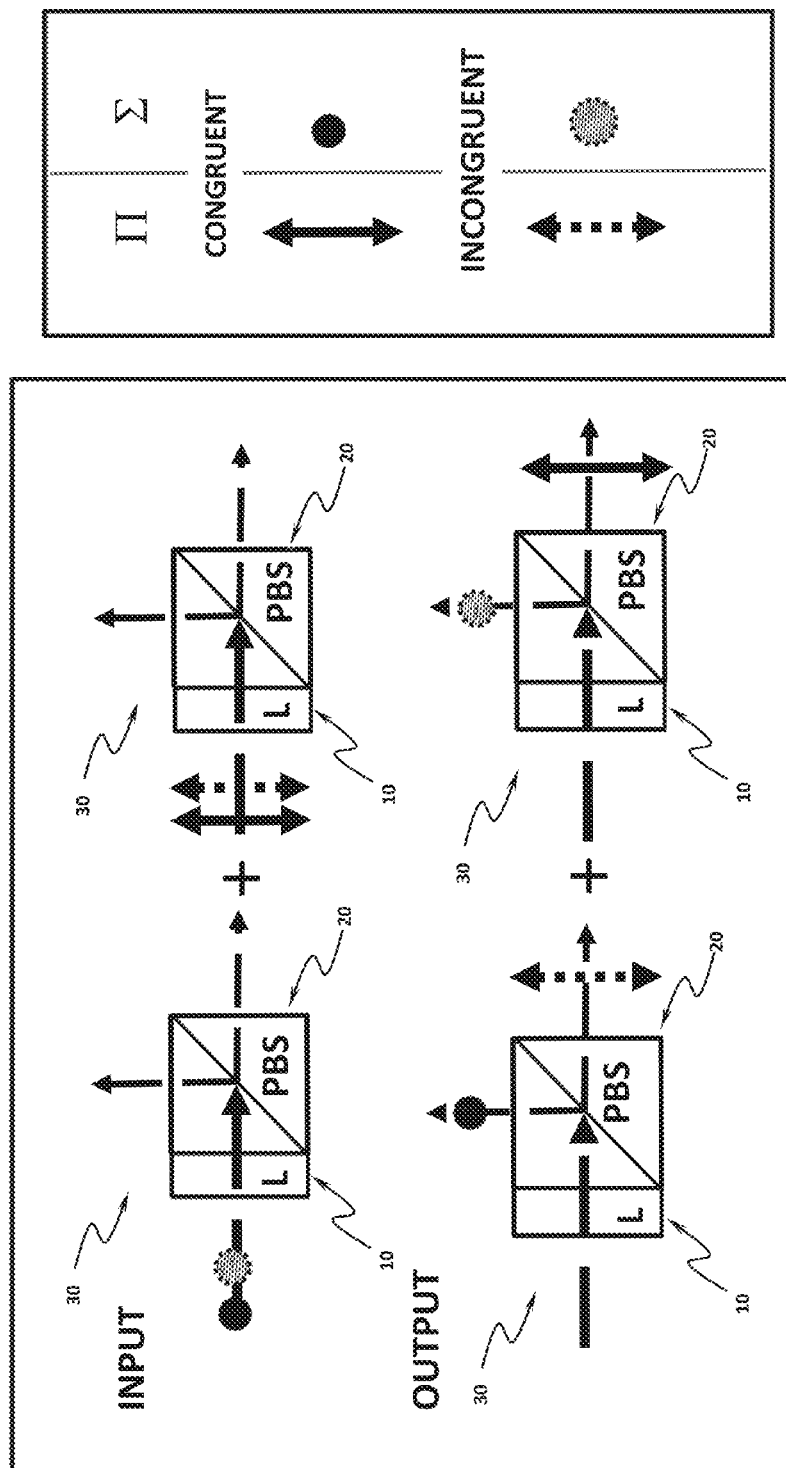 INPUT
30
30
L
PBS
+
L
PBS
10
20
10
20
OUTPUT
30
30
L
PBS
+
L
PBS
10
20
10
20
Π Σ
CONGRUENT
INCONGRUENT